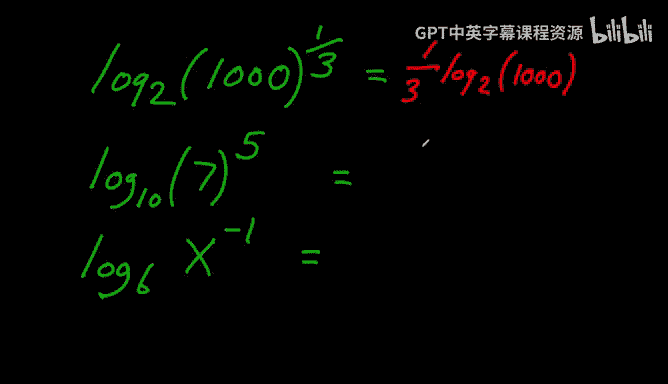 GPT中英字幕课程资源 bilibili
log₂(1000)^(1/3) = 1/3 log₂(1000)
log₁₀(7)⁵ =
log₆ X⁻¹ =